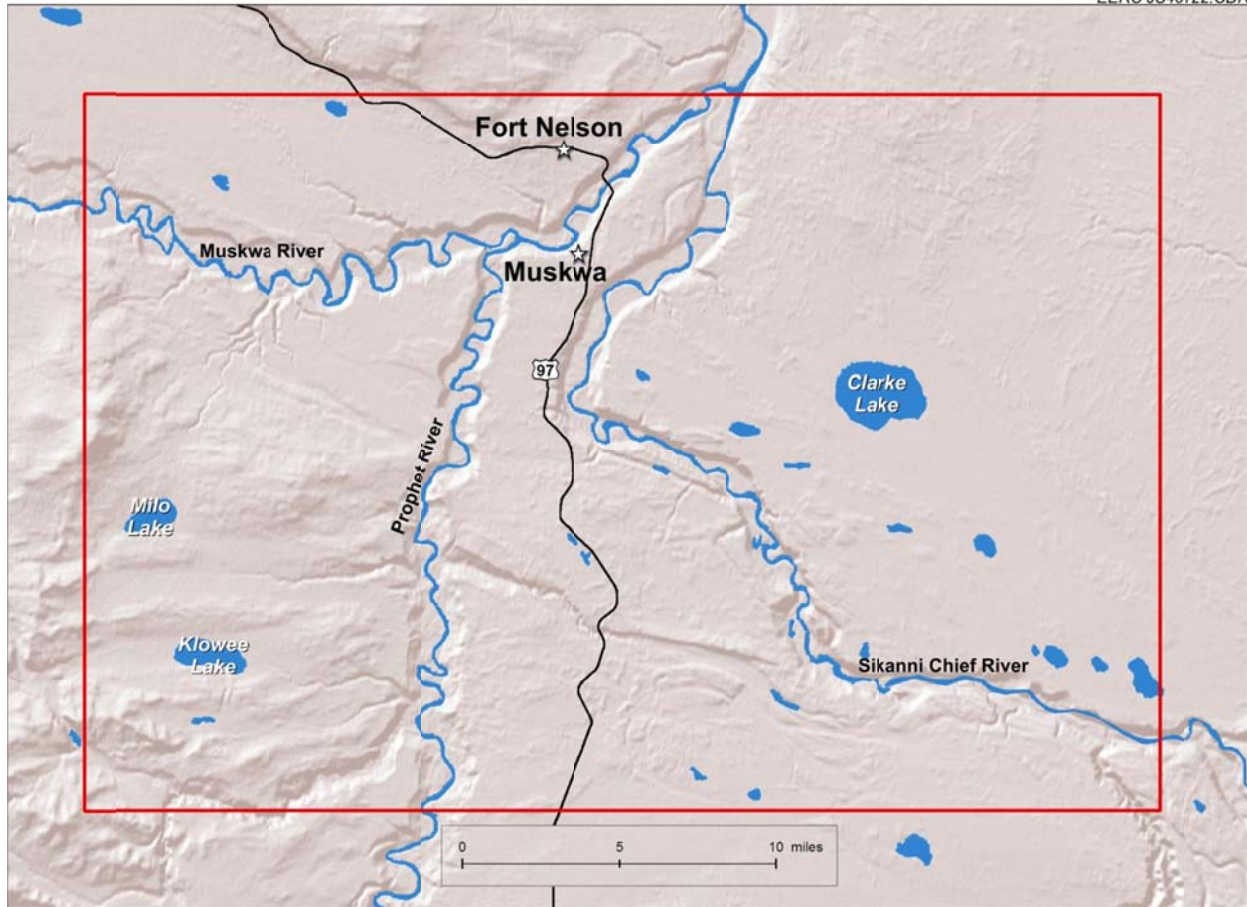 Fort Nelson
Muskwa River
Muskwa
97
Clarke
Lake
Prophet River
Milo
Lake
Klowee
Lake
Sikanni Chief River
0 5 10 miles